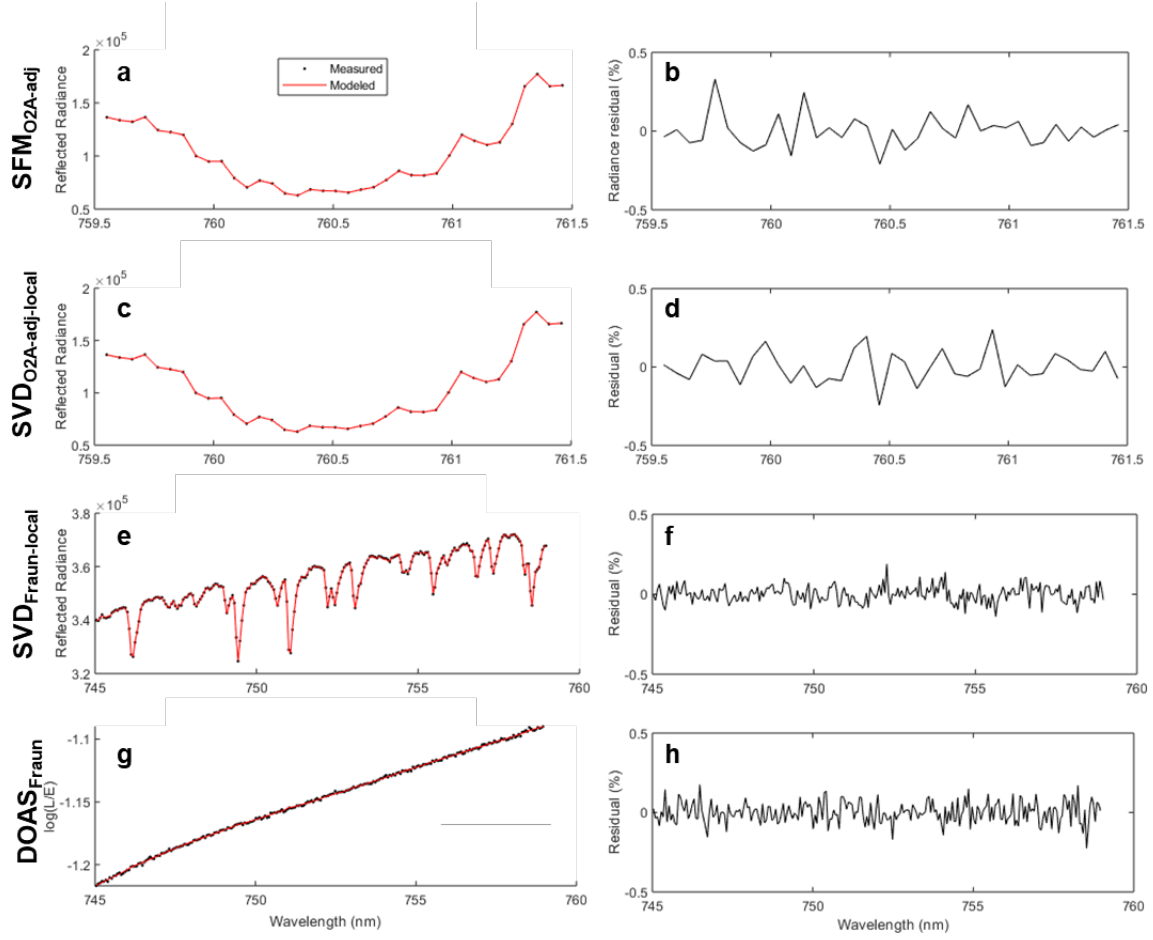 SFM_O2A-adj
a
×10^5
2
1.5
1
0.5
Reflected Radiance
Measured
Modeled
759.5 760 760.5 761 761.5
b
0.5
0
-0.5
Radiance residual (%)
759.5 760 760.5 761 761.5
SVD_O2A-adj-local
c
×10^5
2
1.5
1
0.5
Reflected Radiance
759.5 760 760.5 761 761.5
d
0.5
0
-0.5
Residual (%)
759.5 760 760.5 761 761.5
SVD_Fraun-local
e
×10^5
3.8
3.6
3.4
3.2
Reflected Radiance
745 750 755 760
f
0.5
0
-0.5
Residual (%)
745 750 755 760
DOAS_Fraun
g
-1.1
-1.15
-1.2
log(L/E)
745 750 755 760
Wavelength (nm)
h
0.5
0
-0.5
Residual (%)
745 750 755 760
Wavelength (nm)